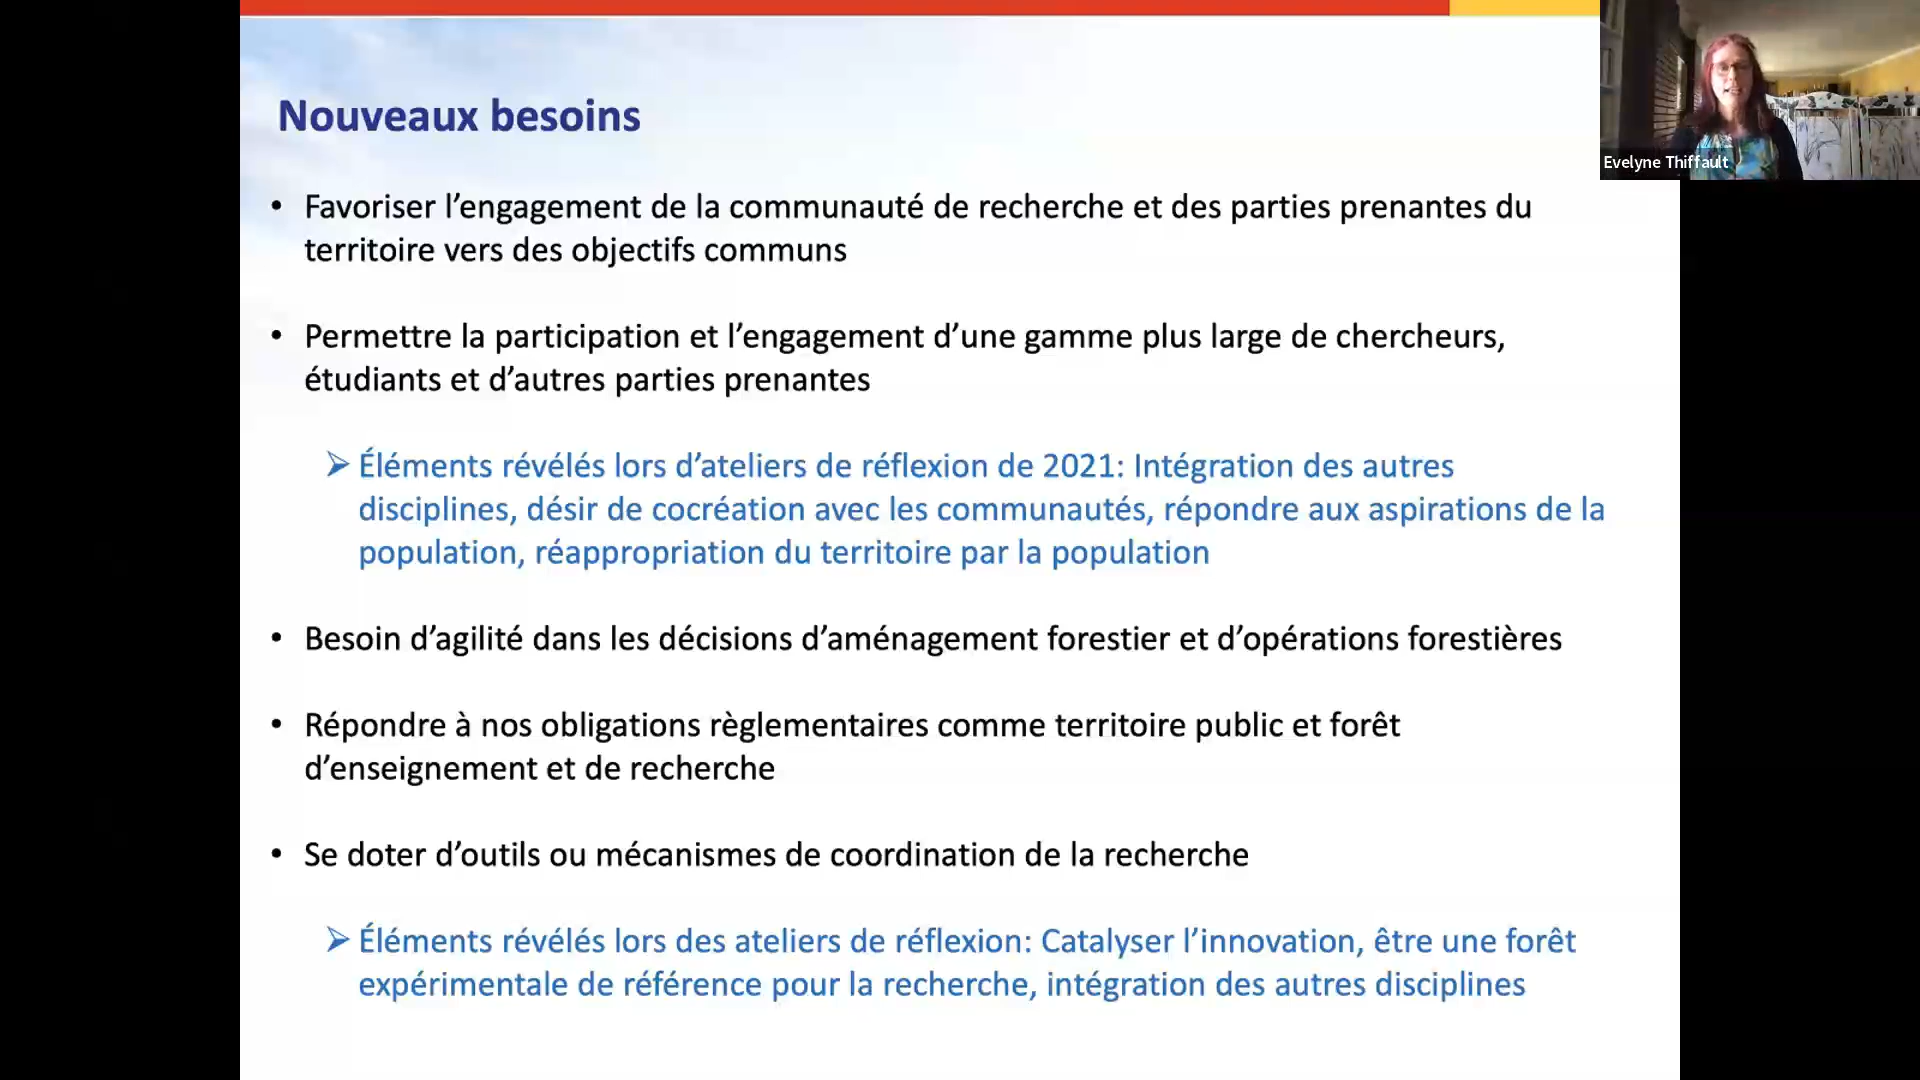 Nouveaux besoins
Evelyne Thiffault
• Favoriser l’engagement de la communauté de recherche et des parties prenantes du
territoire vers des objectifs communs
• Permettre la participation et l’engagement d’une gamme plus large de chercheurs,
étudiants et d’autres parties prenantes
➢ Éléments révélés lors d’ateliers de réflexion de 2021: Intégration des autres
disciplines, désir de cocréation avec les communautés, répondre aux aspirations de la
population, réappropriation du territoire par la population
• Besoin d’agilité dans les décisions d’aménagement forestier et d’opérations forestières
• Répondre à nos obligations règlementaires comme territoire public et forêt
d’enseignement et de recherche
• Se doter d’outils ou mécanismes de coordination de la recherche
➢ Éléments révélés lors des ateliers de réflexion: Catalyser l’innovation, être une forêt
expérimentale de référence pour la recherche, intégration des autres disciplines